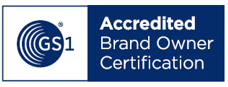 GS1
®
Accredited
Brand Owner
Certification